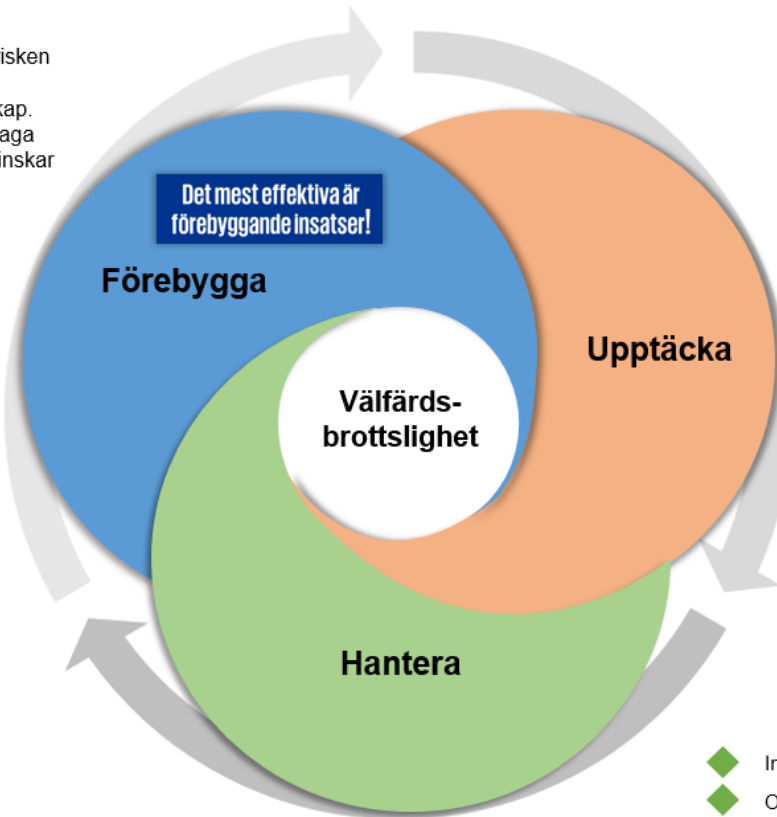 Det mest effektiva är
förebyggande insatser!
Förebygga
Upptäcka
Välfärds-
brottslighet
Hantera